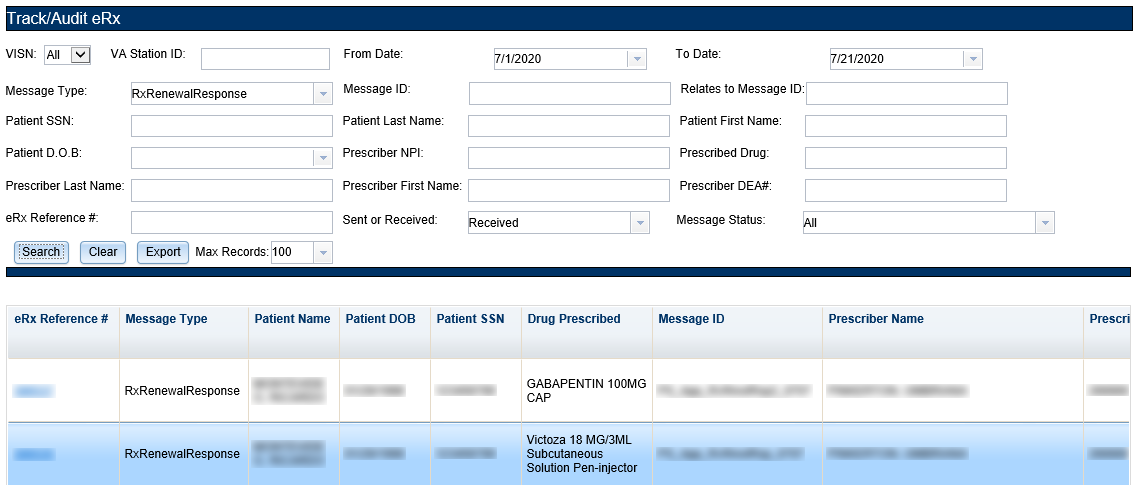 Track/Audit eRx
VISN: All VA Station ID: From Date: 7/1/2020 To Date: 7/21/2020
Message Type: RxRenewalResponse Message ID: Relates to Message ID:
Patient SSN: Patient Last Name: Patient First Name:
Patient D.O.B: Prescriber NPI: Prescribed Drug:
Prescriber Last Name: Prescriber First Name: Prescriber DEA#:
eRx Reference #: Sent or Received: Received Message Status: All
Search Clear Export Max Records: 100
eRx Reference # Message Type Patient Name Patient DOB Patient SSN Drug Prescribed Message ID Prescriber Name Prescri
RxRenewalResponse GABAPENTIN 100MG
CAP
RxRenewalResponse Victoza 18 MG/3ML
Subcutaneous
Solution Pen-injector